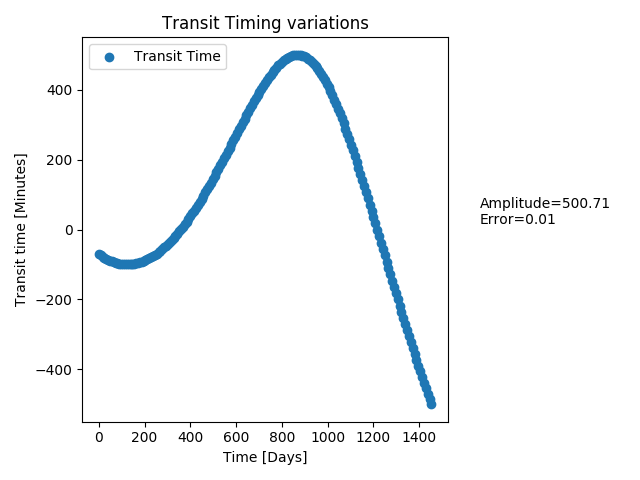 Transit Timing variations
Transit Time
Transit time [Minutes]
400
200
0
−200
−400
0 200 400 600 800 1000 1200 1400
Time [Days]
Amplitude=500.71
Error=0.01